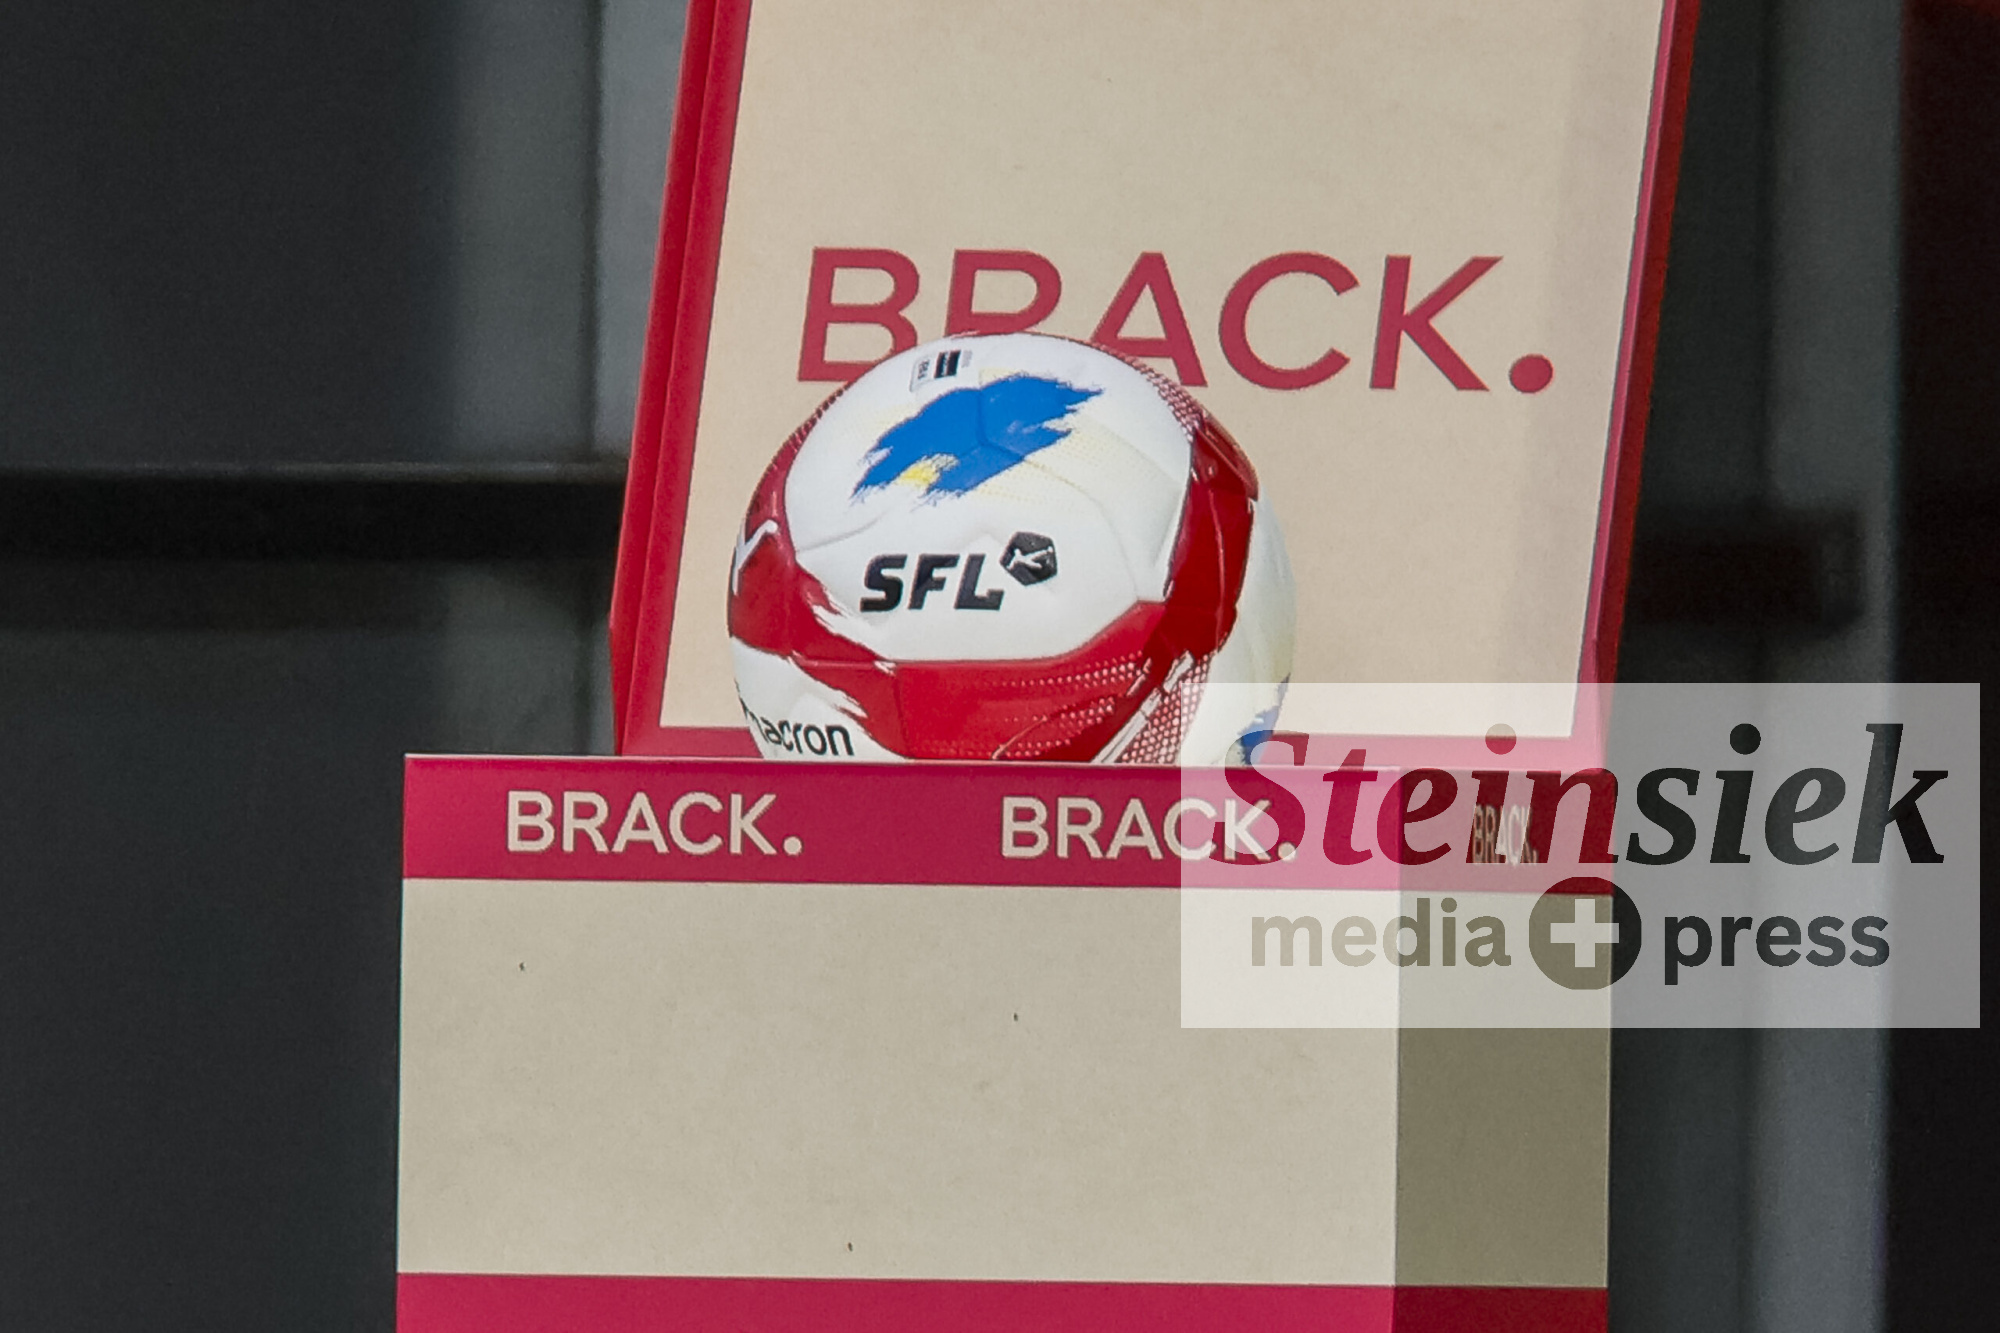 BRACK.
SFL
macron
BRACK. BRACK. BRACK.
Steinsiek
media press